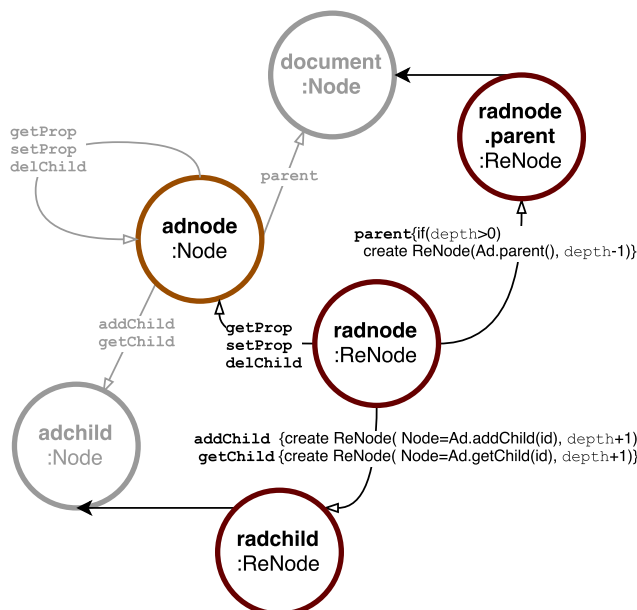 document
:Node
radnode
.parent
:ReNode
getProp
setProp
delChild
parent
adnode
:Node
parent{if(depth>0)
create ReNode(Ad.parent(), depth-1)}
addChild
getChild
getProp
setProp
delChild
radnode
:ReNode
adchild
:Node
addChild {create ReNode( Node=Ad.addChild(id), depth+1)}
getChild {create ReNode( Node=Ad.getChild(id), depth+1)}
radchild
:ReNode